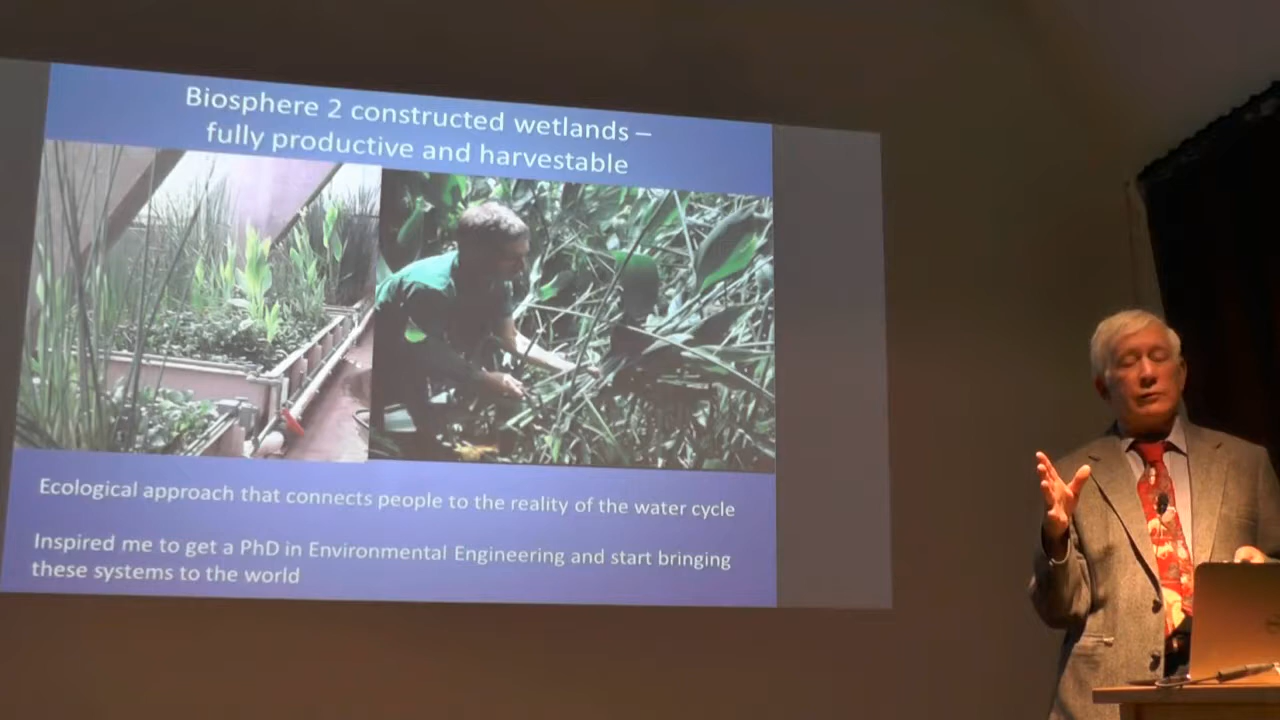 Biosphere 2 constructed wetlands –
fully productive and harvestable
Ecological approach that connects people to the reality of the water cycle
Inspired me to get a PhD in Environmental Engineering and start bringing
these systems to the world